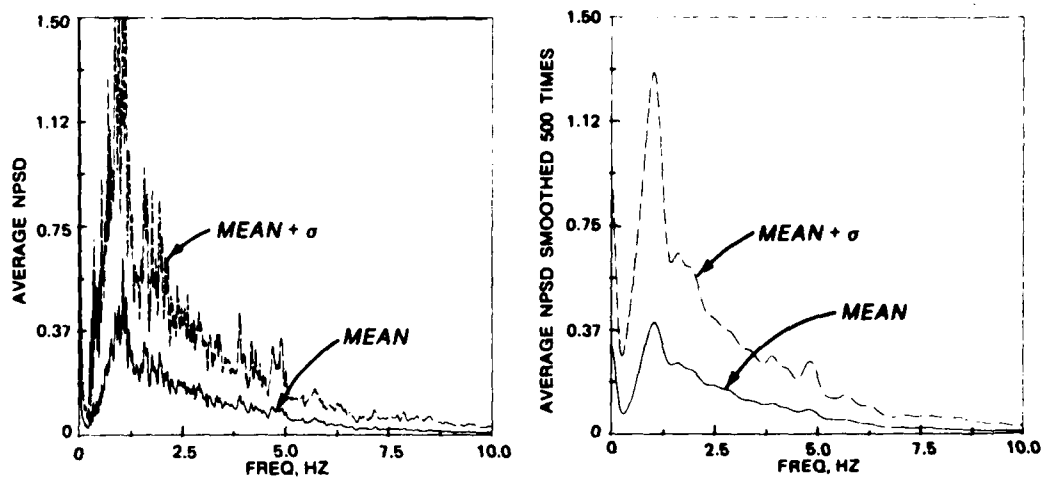 AVERAGE NPSD
1.50
1.12
0.75
0.37
0
MEAN + σ
MEAN
0 2.5 5.0 7.5 10.0
FREQ, HZ
AVERAGE NPSD SMOOTHED 500 TIMES
1.50
1.12
0.75
0.37
0
MEAN + σ
MEAN
0 2.5 5.0 7.5 10.0
FREQ, HZ